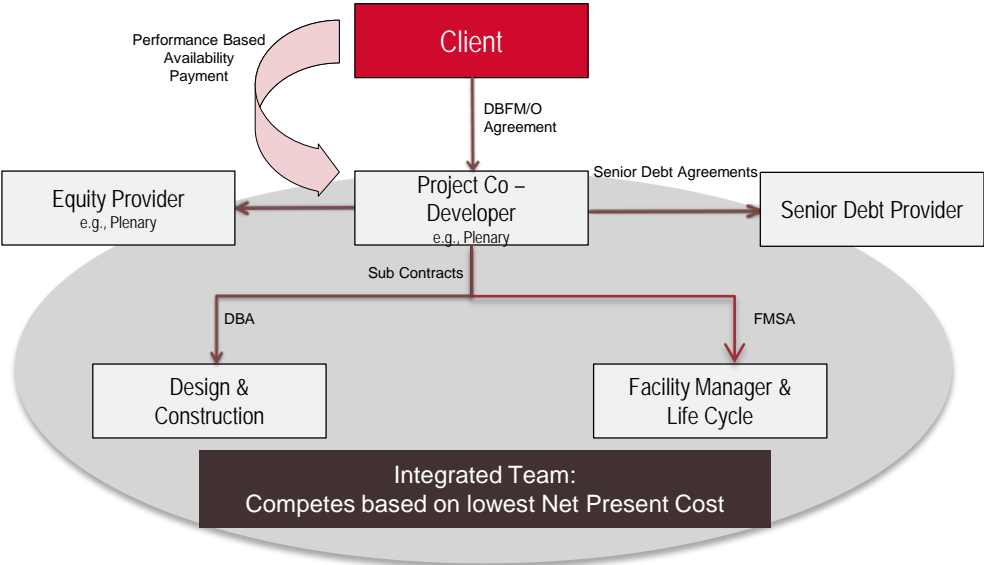 Client
Performance Based
Availability
Payment
DBFM/O
Agreement
Equity Provider
e.g., Plenary
Project Co –
Developer
e.g., Plenary
Senior Debt Agreements
Senior Debt Provider
Sub Contracts
DBA
FMSA
Design &
Construction
Facility Manager &
Life Cycle
Integrated Team:
Competes based on lowest Net Present Cost